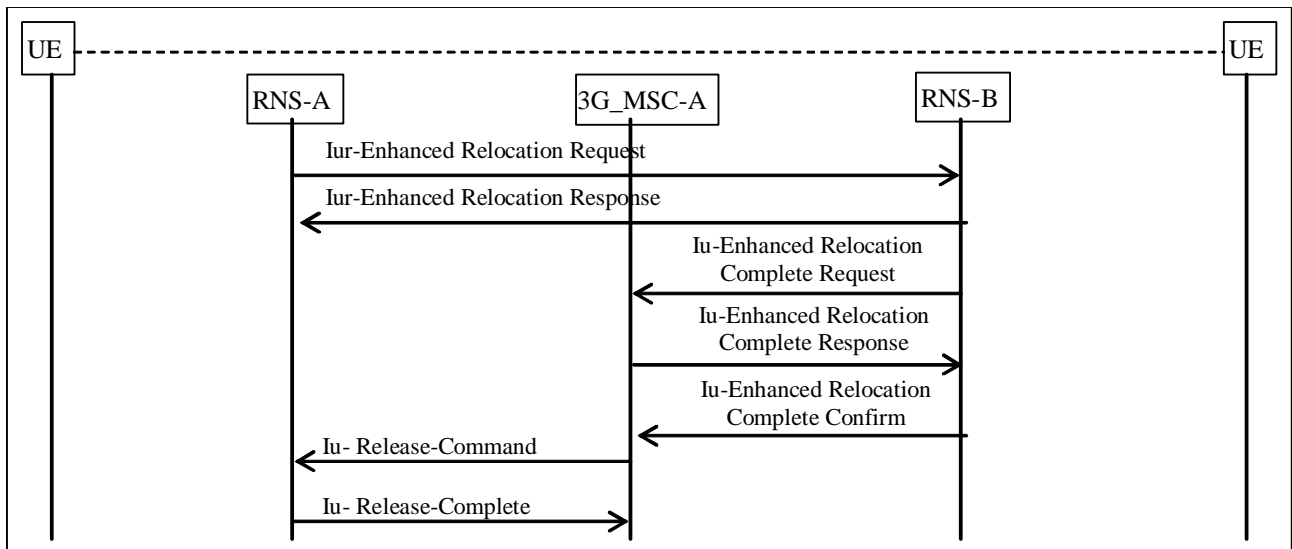 UE
UE
RNS-A
3G_MSC-A
RNS-B
Iur-Enhanced Relocation Request
Iur-Enhanced Relocation Response
Iu-Enhanced Relocation
Complete Request
Iu-Enhanced Relocation
Complete Response
Iu-Enhanced Relocation
Complete Confirm
Iu- Release-Command
Iu- Release-Complete